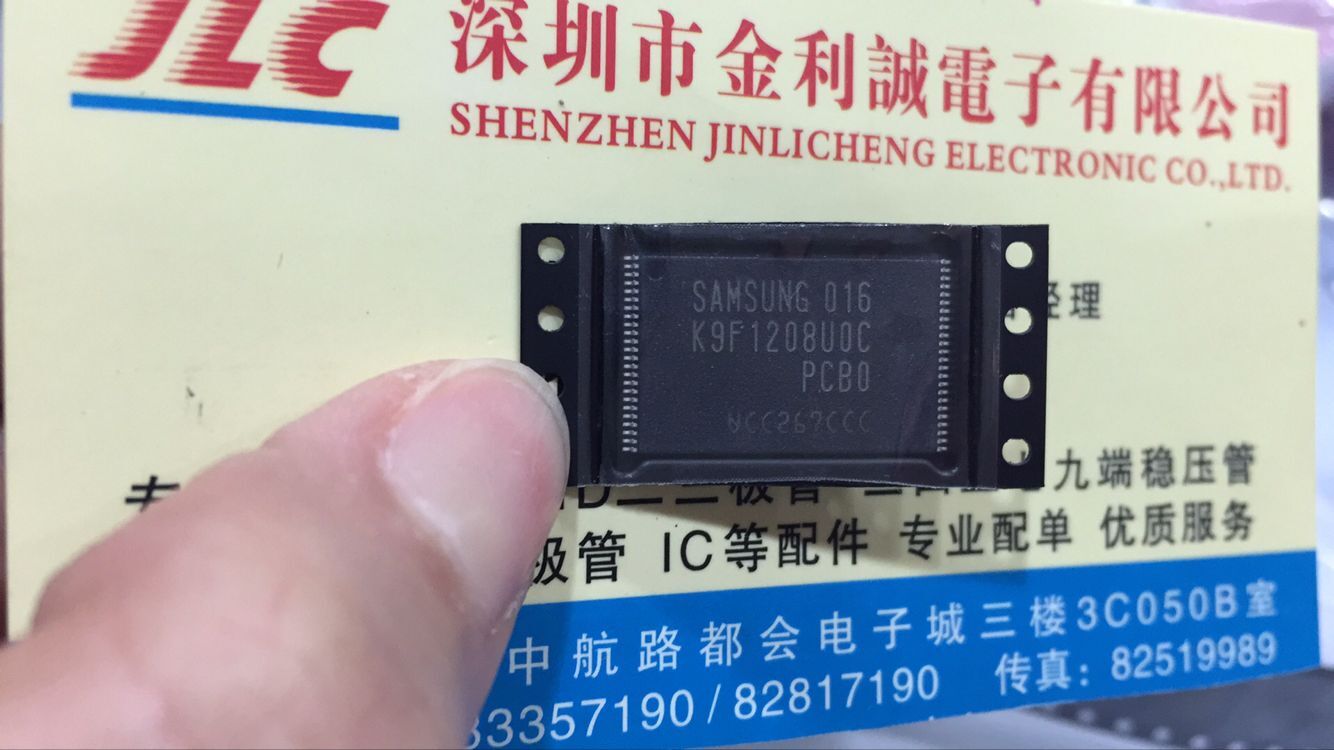 JLC
深圳市金利誠電子有限公司
SHENZHEN JINLICHENG ELECTRONIC CO.,LTD.
SAMSUNG 016
K9F1208U0C
PCB0
经理
九端稳压管
极管 IC等配件 专业配单 优质服务
中航路都会电子城三楼3C050B室
83357190/82817190 传真:82519989